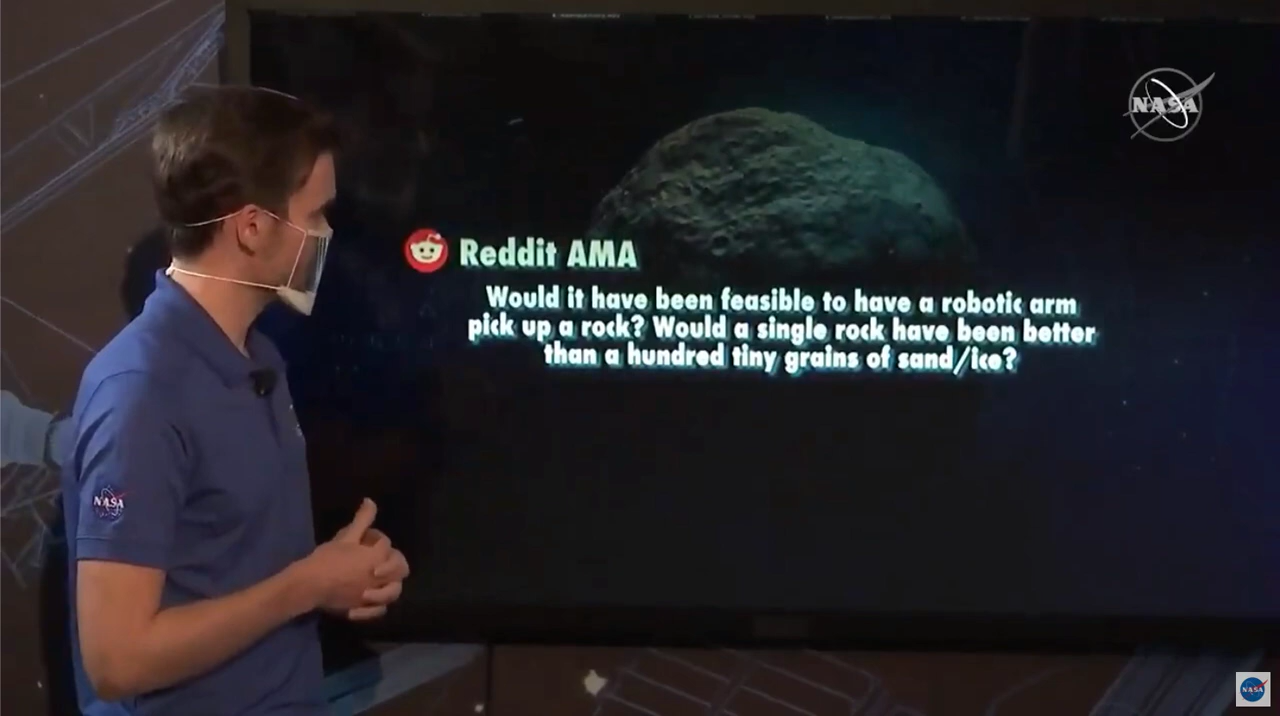 NASA
Reddit AMA
Would it have been feasible to have a robotic arm
pick up a rock? Would a single rock have been better
than a hundred tiny grains of sand/ice?
NASA
NASA